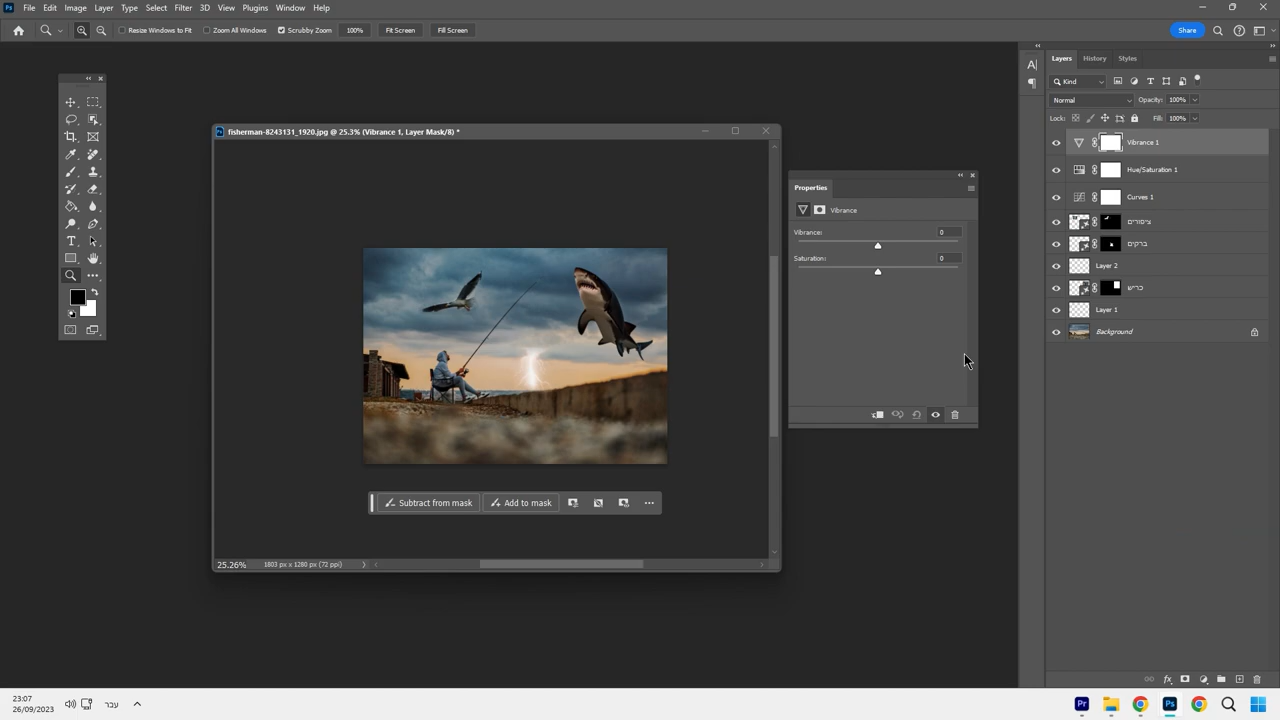 File Edit Image Layer Type Select Filter 3D View Plugins Window Help
Resize Windows to Fit Zoom All Windows Scrubby Zoom 100% Fit Screen Fill Screen Share
Layers History Styles
Kind
Normal Opacity: 100%
Lock: Fill: 100%
Vibrance 1
Hue/Saturation 1
Curves 1
ציפורים
ברקים
Layer 2
כריש
Layer 1
Background
fisherman-8243131_1920.jpg @ 25.3% (Vibrance 1, Layer Mask/8) *
Properties
Vibrance
Vibrance: 0
Saturation: 0
Subtract from mask Add to mask
25.26% 1803 px x 1280 px (72 ppi)
23:07
26/09/2023
עבר